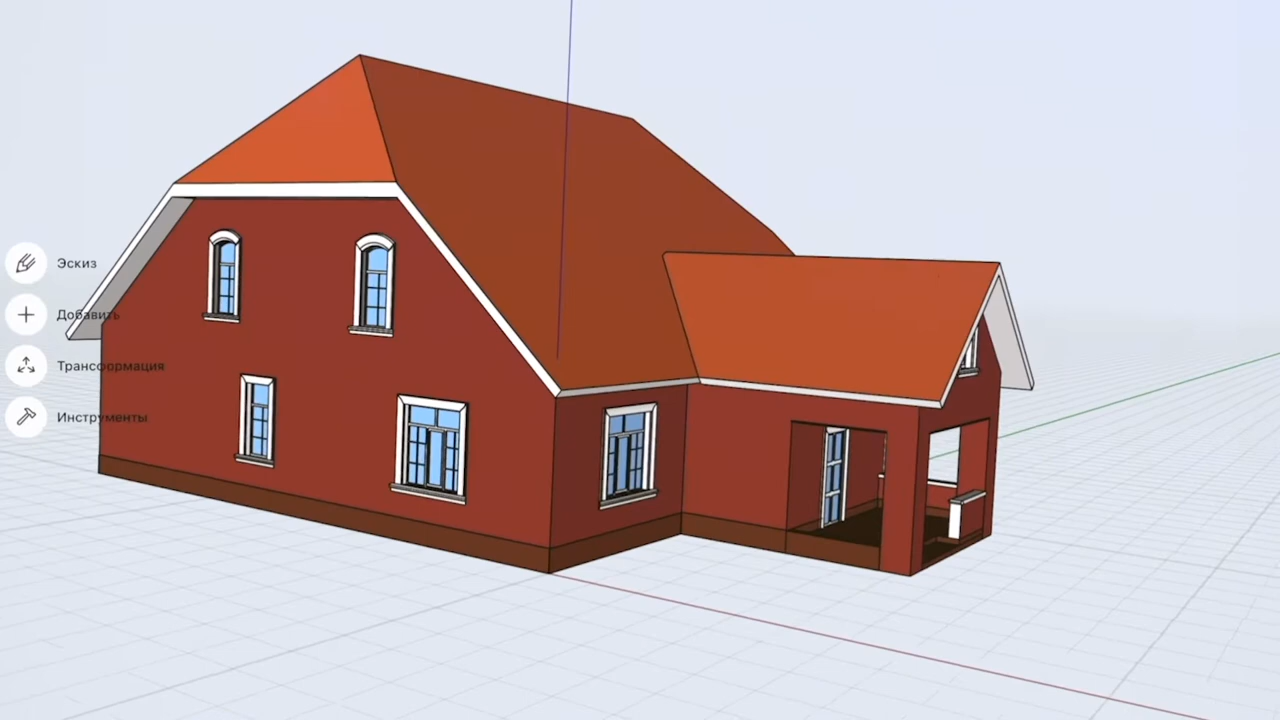 Эскиз
Добавить
Трансформация
Инструменты